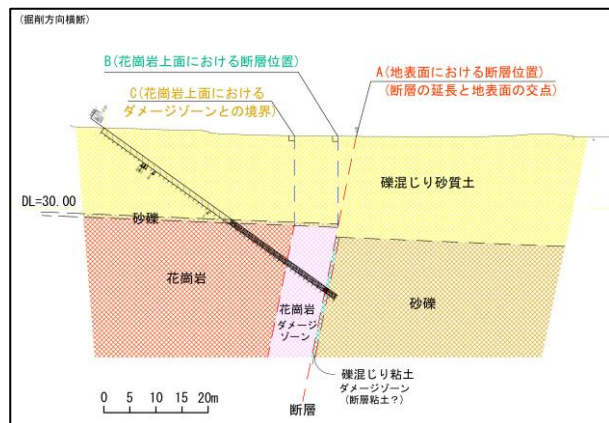 (掘削方向横断)
B(花崗岩上面における断層位置)
A(地表面における断層位置)
(断層の延長と地表面の交点)
C(花崗岩上面における
ダメージゾーンとの境界)
礫混じり砂質土
DL=30.00
砂礫
花崗岩
花崗岩
ダメージ
ゾーン
砂礫
礫混じり粘土
ダメージゾーン
(断層粘土?)
0 5 10 15 20m
断層